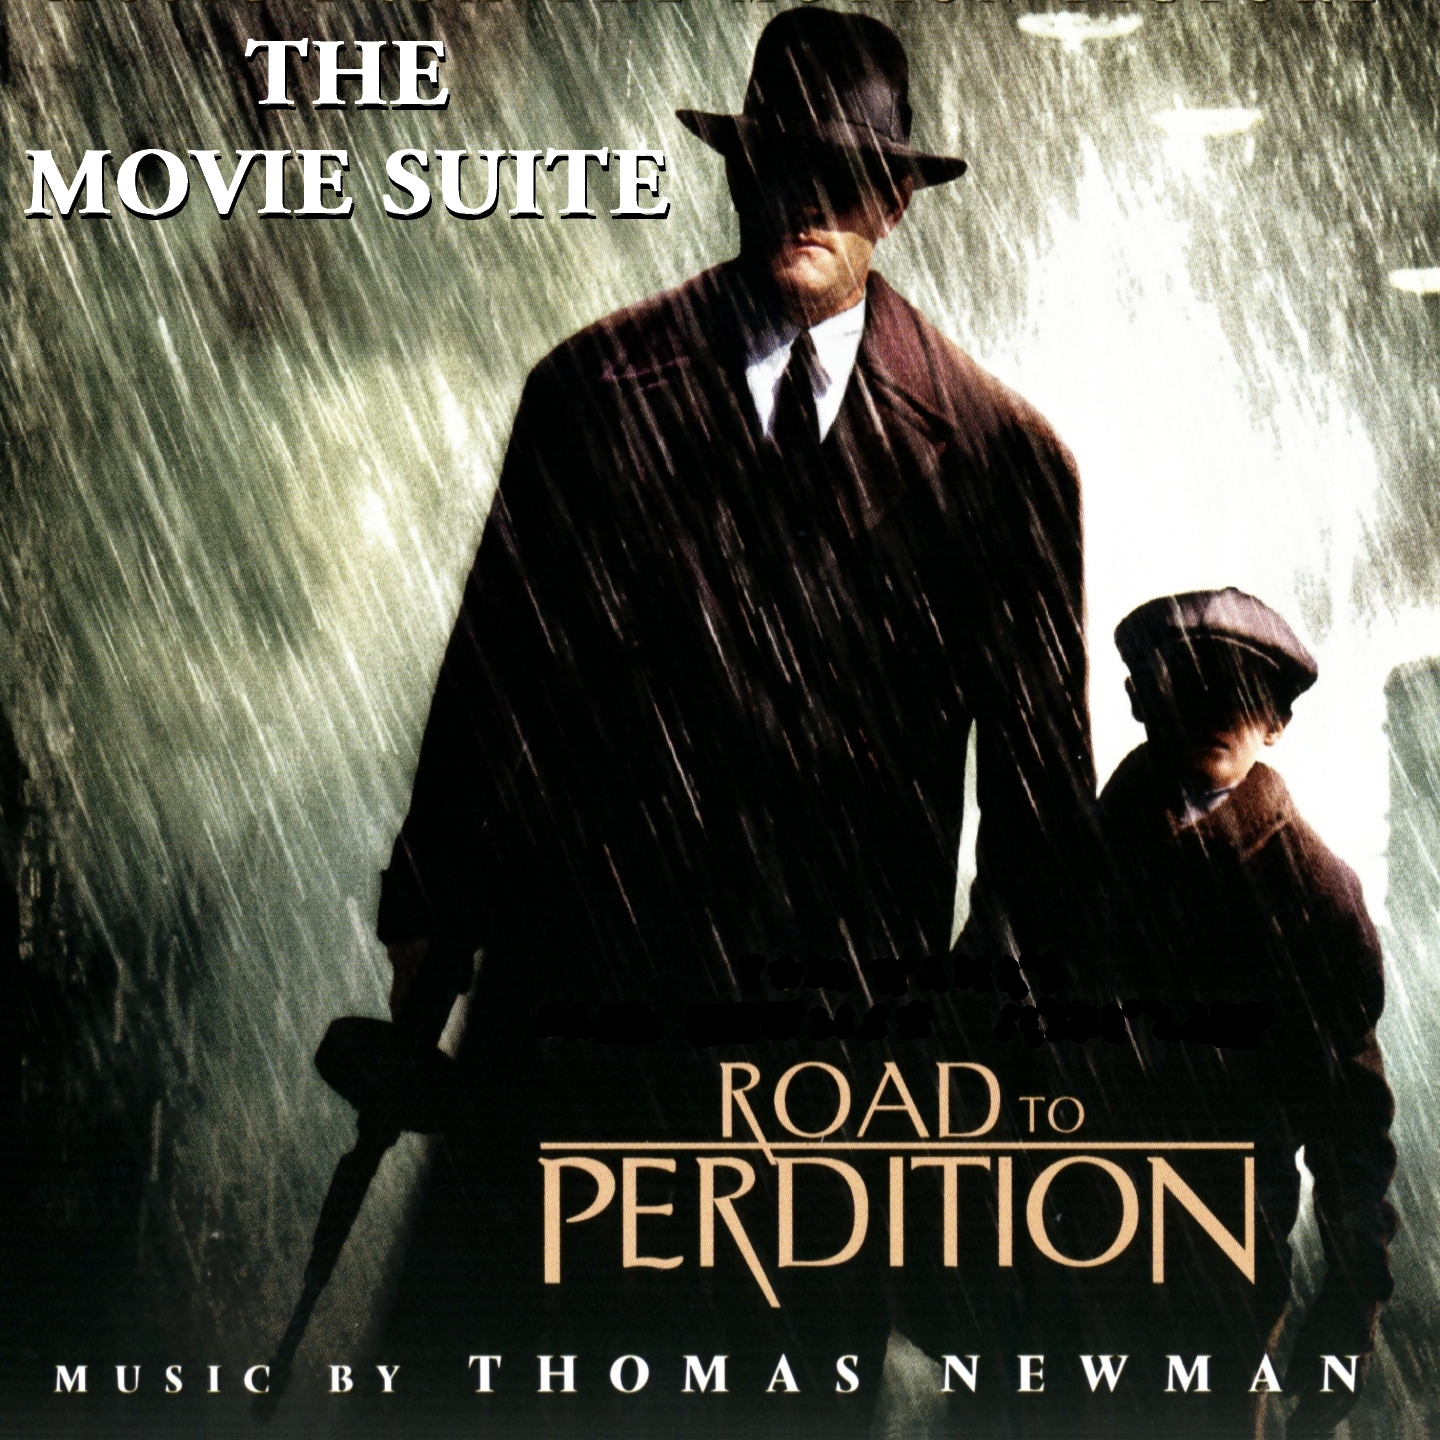 THE
MOVIE SUITE
ROAD TO
PERDITION
MUSIC BY THOMAS NEWMAN